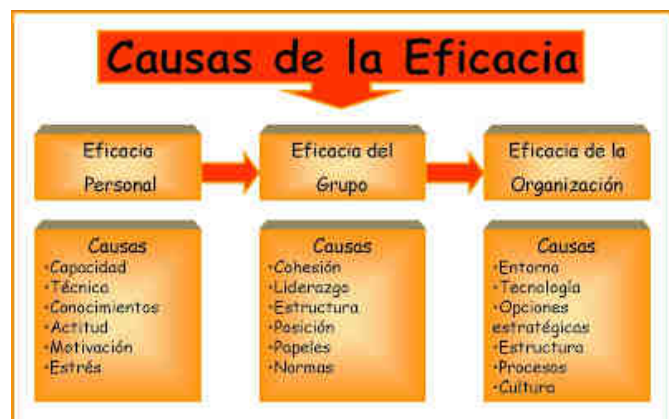 Causas de la Eficacia
Eficacia
Personal
Eficacia del
Grupo
Eficacia de la
Organización
Causas
•Capacidad
•Técnica
•Conocimientos
•Actitud
•Motivación
•Estrés
Causas
•Cohesión
•Liderazgo
•Estructura
•Posición
•Papeles
•Normas
Causas
•Entorno
•Tecnología
•Opciones
estratégicas
•Estructura
•Procesos
•Cultura